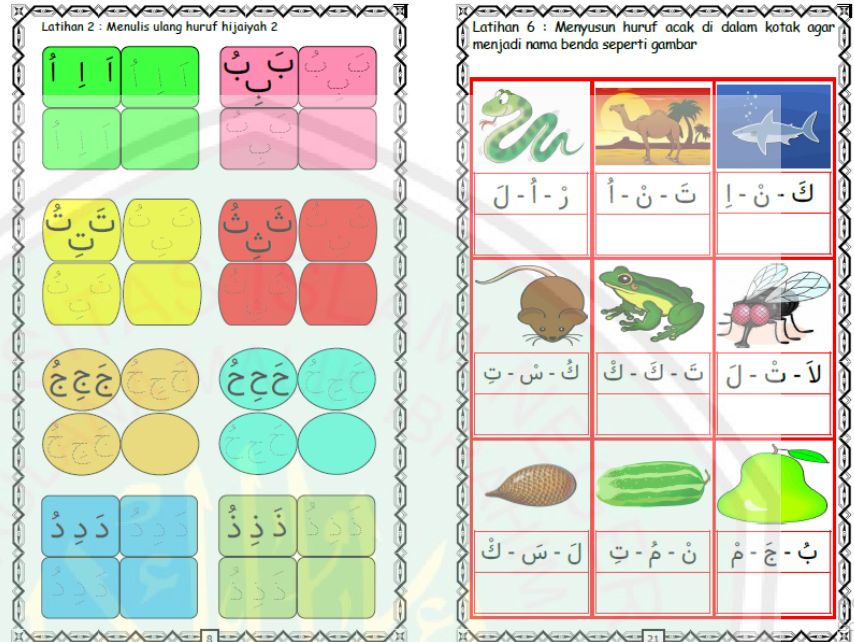 Latihan 2 : Menulis ulang huruf hijaiyah 2
اَ اِ اُ
بَ بِ بُ
تَ تِ تُ
ثَ ثِ ثُ
جَ جِ جُ
حَ حِ حُ
دَ دِ دُ
ذَ ذِ ذُ
8
Latihan 6 : Menyusun huruf acak di dalam kotak agar
menjadi nama benda seperti gambar
رْ - اُ - لَ
تَ - نْ - اُ
كَ - نْ - اِ
كُ - سْ - تِ
تَ - كَ - كْ
لاَ - تْ - لَ
لَ - سَ - كْ
نْ - مُ - تِ
بُ - جَ - مْ
21